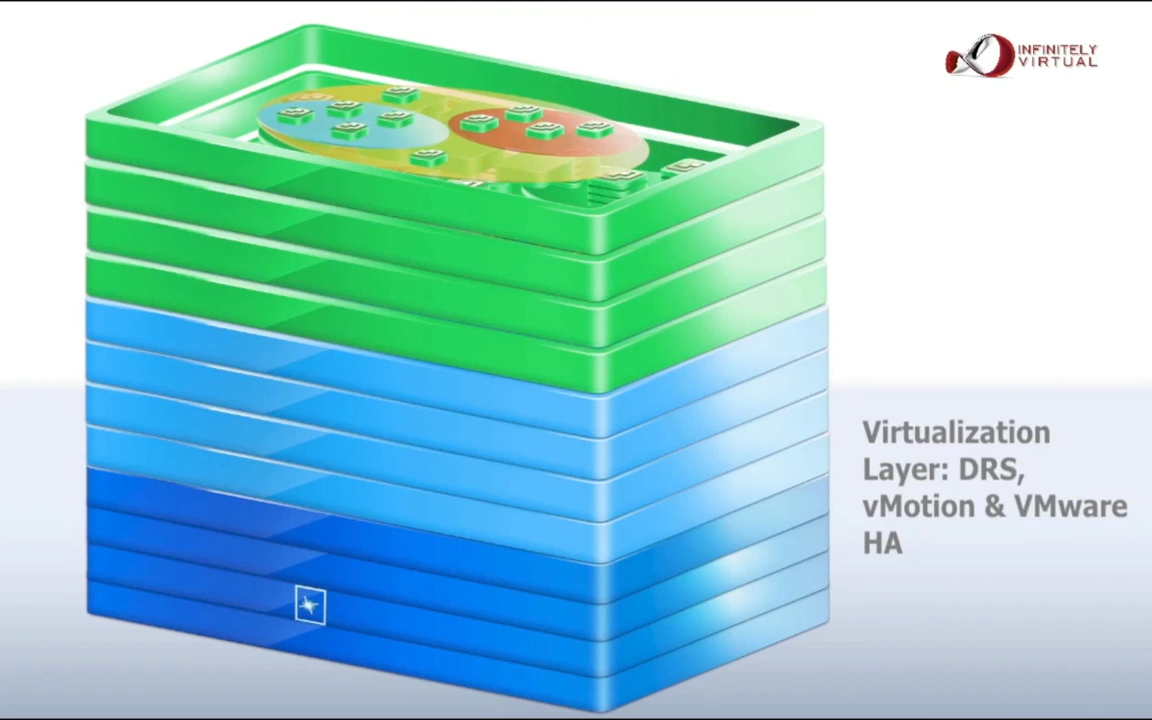 INFINITELY
VIRTUAL
Virtualization
Layer: DRS,
vMotion & VMware
HA